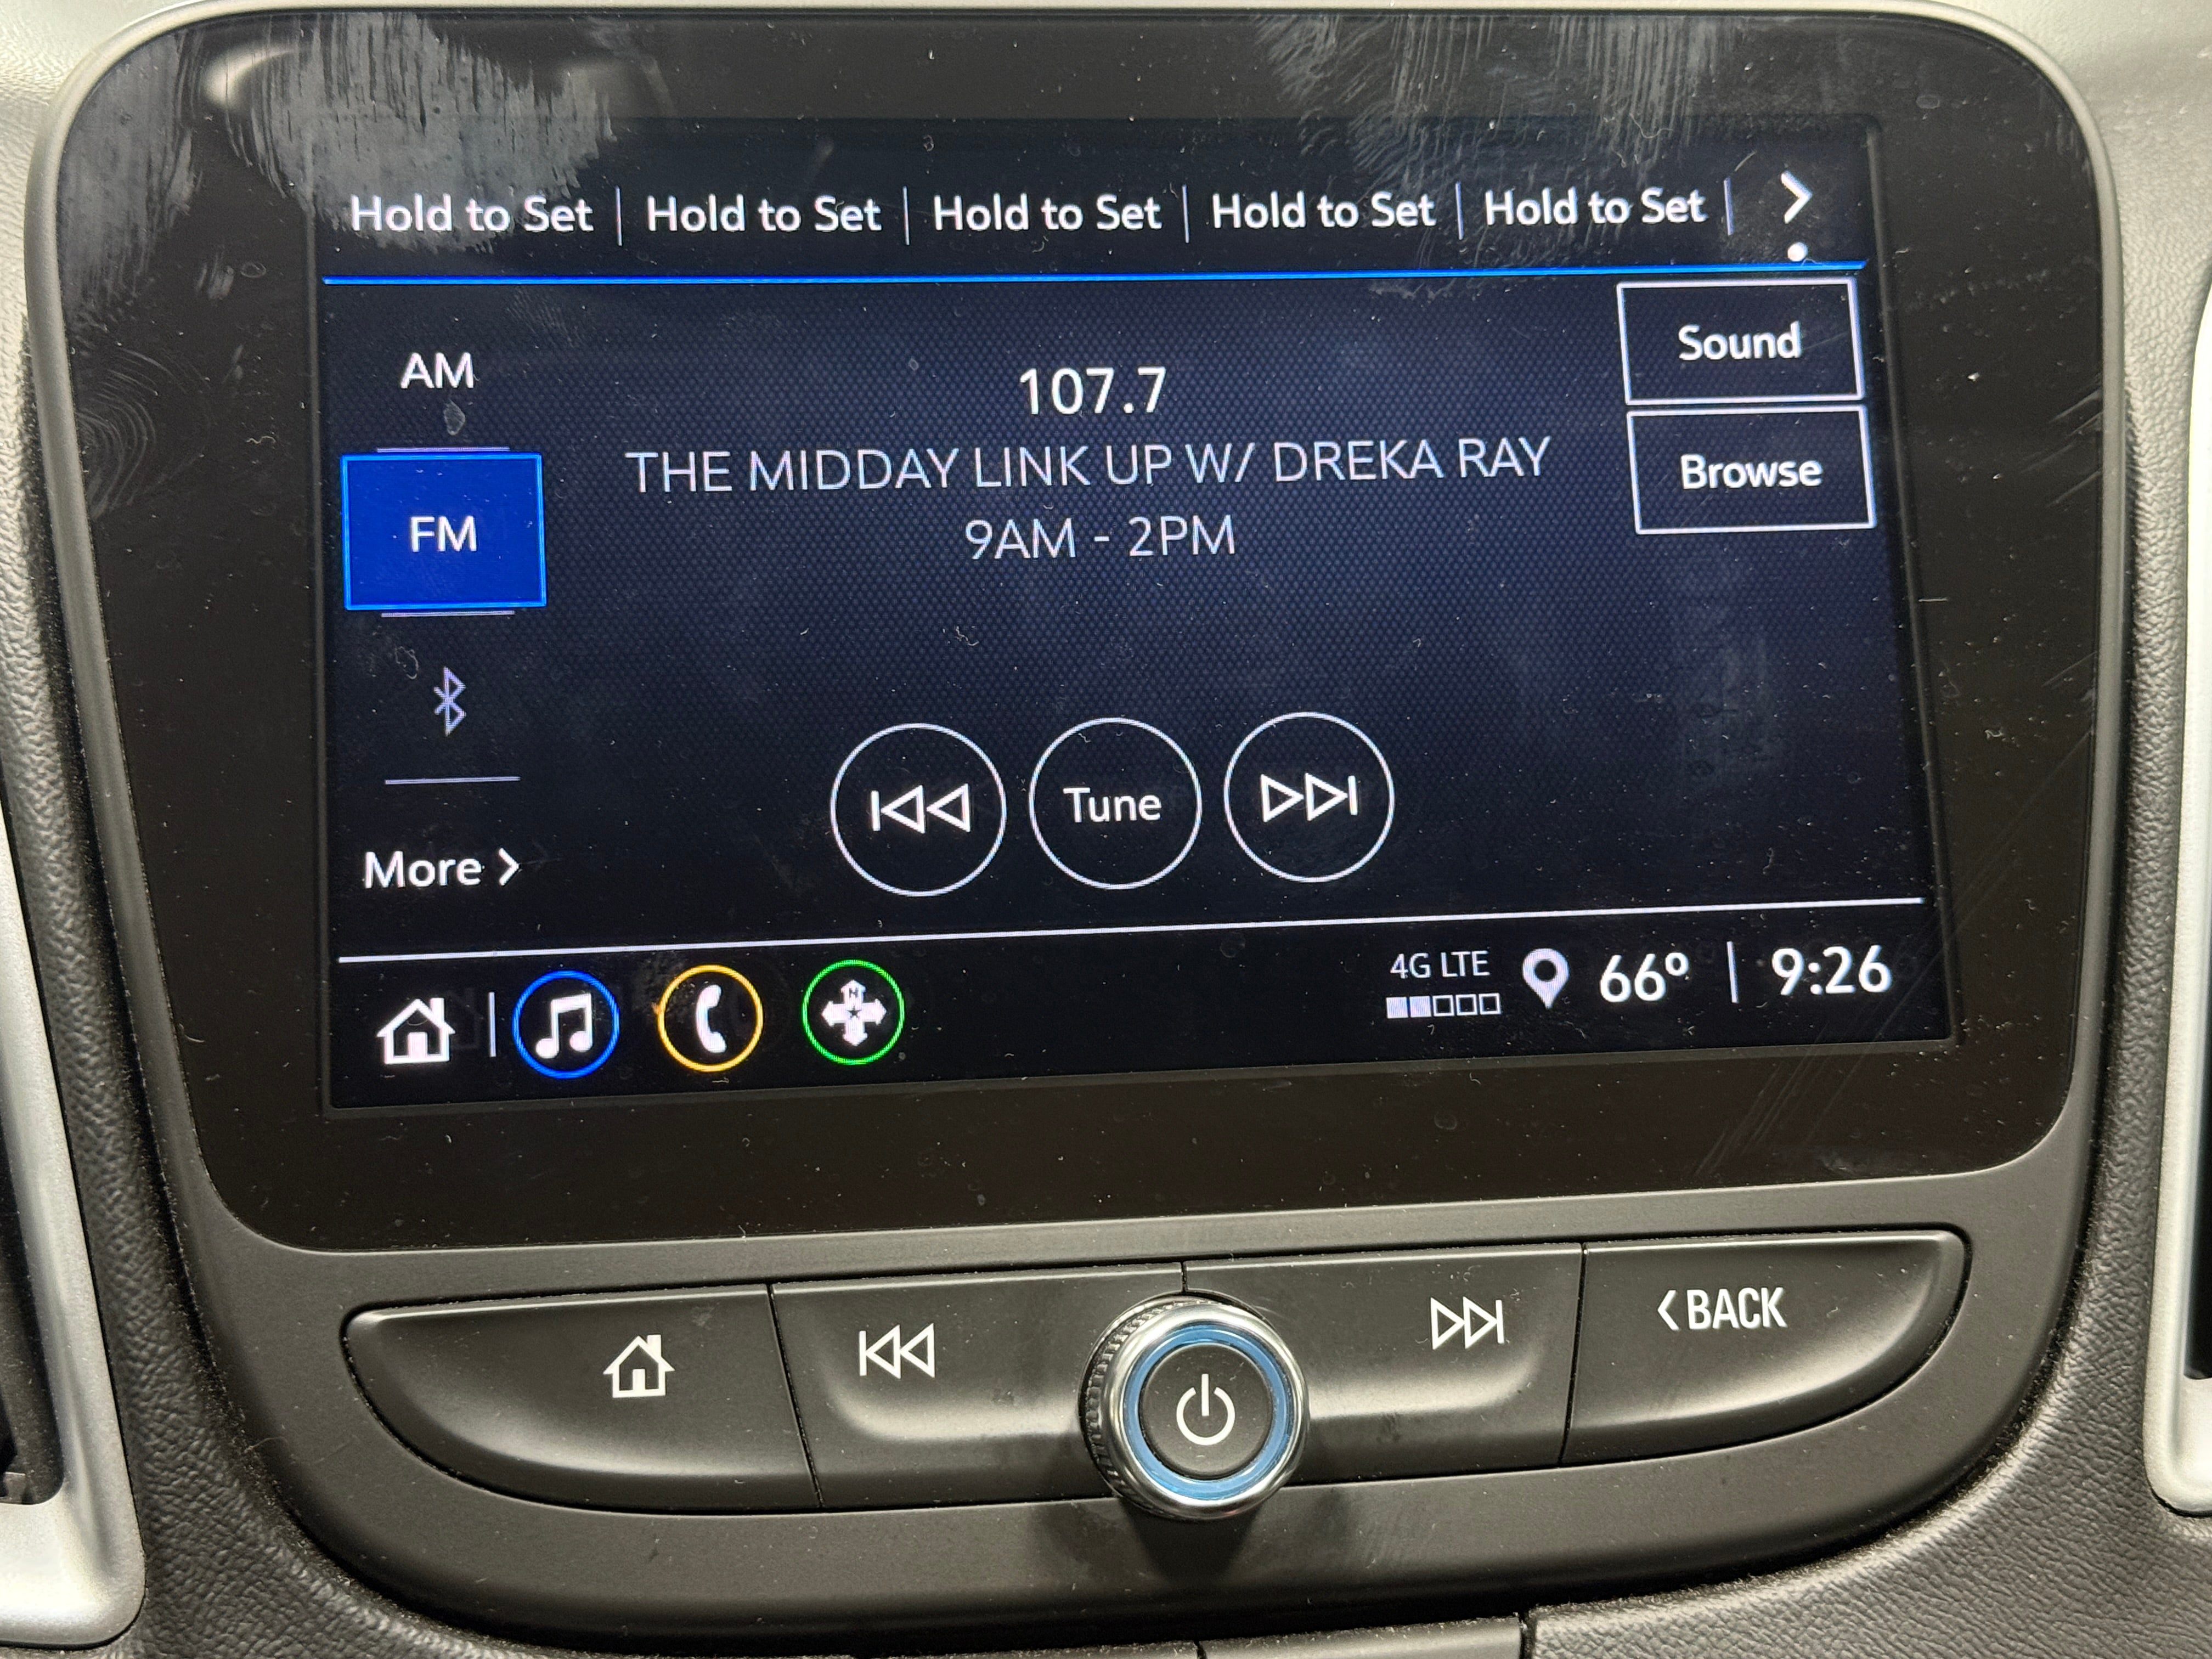 Hold to Set | Hold to Set | Hold to Set | Hold to Set | Hold to Set |
Sound
AM
107.7
THE MIDDAY LINK UP W/ DREKA RAY
Browse
FM
9AM - 2PM
Tune
More >
4G LTE
66° | 9:26
N
< BACK